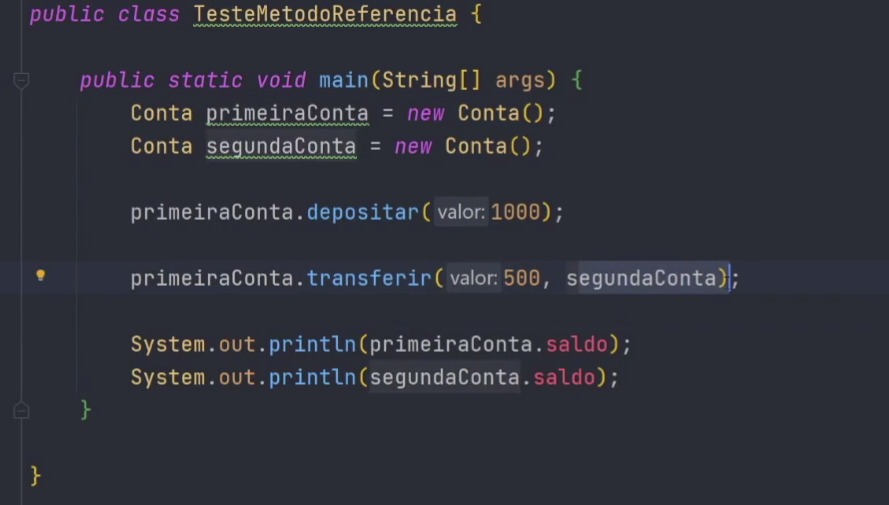 public class TesteMetodoReferencia {
public static void main(String[] args) {
Conta primeiraConta = new Conta();
Conta segundaConta = new Conta();
primeiraConta.depositar( valor: 1000);
primeiraConta.transferir( valor: 500, segundaConta);
System.out.println(primeiraConta.saldo);
System.out.println(segundaConta.saldo);
}
}